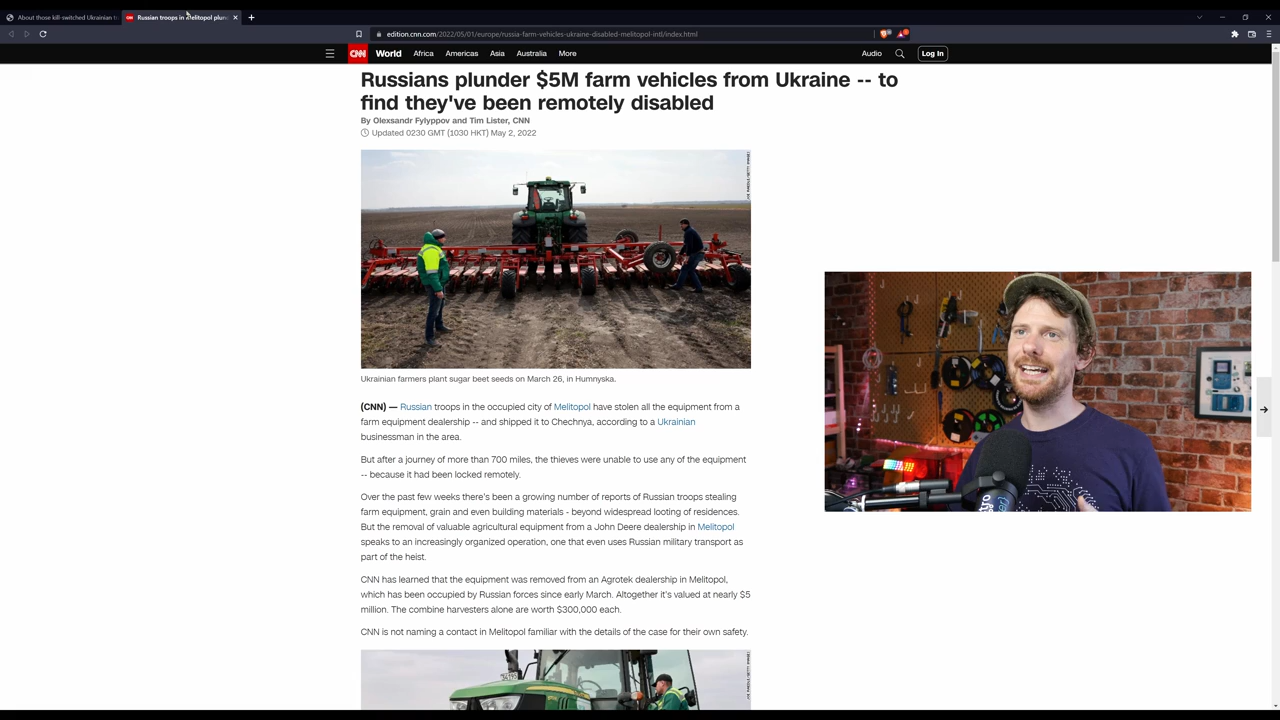 About those kill-switched Ukrainian tr
Russian troops in Melitopol plun
edition.cnn.com/2022/05/01/europe/russia-farm-vehicles-ukraine-disabled-melitopol-intl/index.html
CNN World Africa Americas Asia Australia More Audio Log In
Russians plunder $5M farm vehicles from Ukraine -- to
find they've been remotely disabled
By Olexsandr Fylyppov and Tim Lister, CNN
Updated 0230 GMT (1030 HKT) May 2, 2022
Ukrainian farmers plant sugar beet seeds on March 26, in Humnyska.
(CNN) — Russian troops in the occupied city of Melitopol have stolen all the equipment from a
farm equipment dealership -- and shipped it to Chechnya, according to a Ukrainian
businessman in the area.
But after a journey of more than 700 miles, the thieves were unable to use any of the equipment
-- because it had been locked remotely.
Over the past few weeks there's been a growing number of reports of Russian troops stealing
farm equipment, grain and even building materials - beyond widespread looting of residences.
But the removal of valuable agricultural equipment from a John Deere dealership in Melitopol
speaks to an increasingly organized operation, one that even uses Russian military transport as
part of the heist.
CNN has learned that the equipment was removed from an Agrotek dealership in Melitopol,
which has been occupied by Russian forces since early March. Altogether it's valued at nearly $5
million. The combine harvesters alone are worth $300,000 each.
CNN is not naming a contact in Melitopol familiar with the details of the case for their own safety.